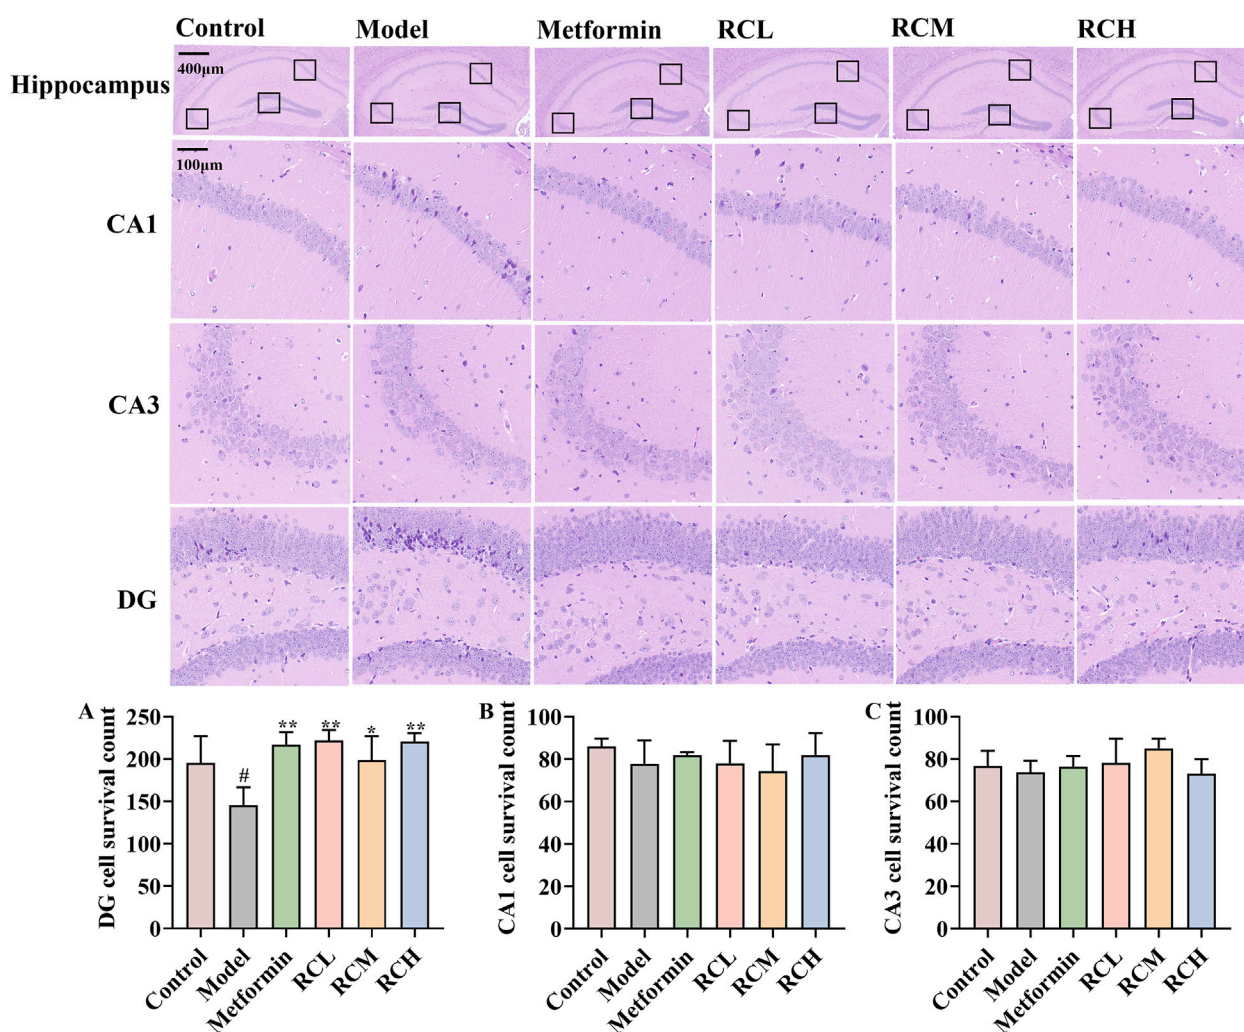 Control Model Metformin RCL RCM RCH
Hippocampus
400μm
100μm
CA1
CA3
DG
A
DG cell survival count
250
200
150
100
50
0
#
**
**
*
**
Control
Model
Metformin
RCL
RCM
RCH
B
CA1 cell survival count
100
80
60
40
20
0
Control
Model
Metformin
RCL
RCM
RCH
C
CA3 cell survival count
100
80
60
40
20
0
Control
Model
Metformin
RCL
RCM
RCH